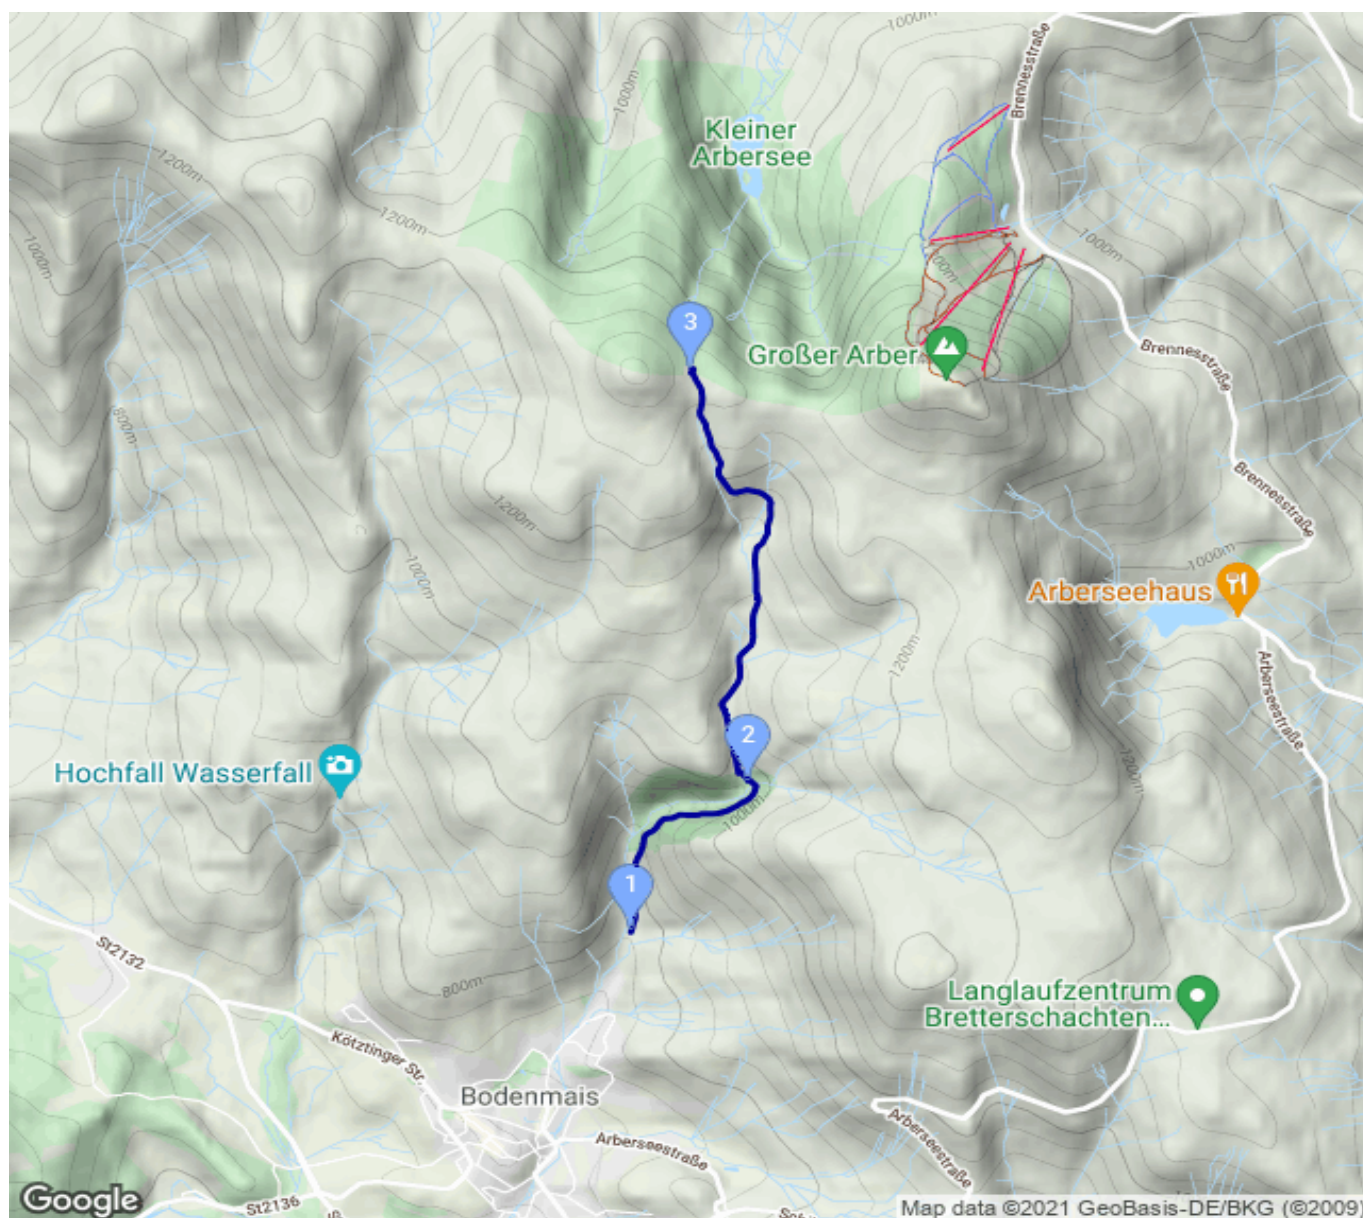 1000m
Brennesstraße
Kleiner
Arbersee
1200m
1200m
1000m
1000m
3
Großer Arber
Brennesstraße
800m
Brennesstraße
1200m
1000m
1000m
Arberseehaus
1200m
Arberseestraße
2
Hochfall Wasserfall
1200m
1000m
1
St2132
800m
Langlaufzentrum
Bretterschachten...
Kötztinger Str.
Bodenmais
Arberseestraße
Arberseestraße
St2136
Google
Map data ©2021 GeoBasis-DE/BKG (©2009)